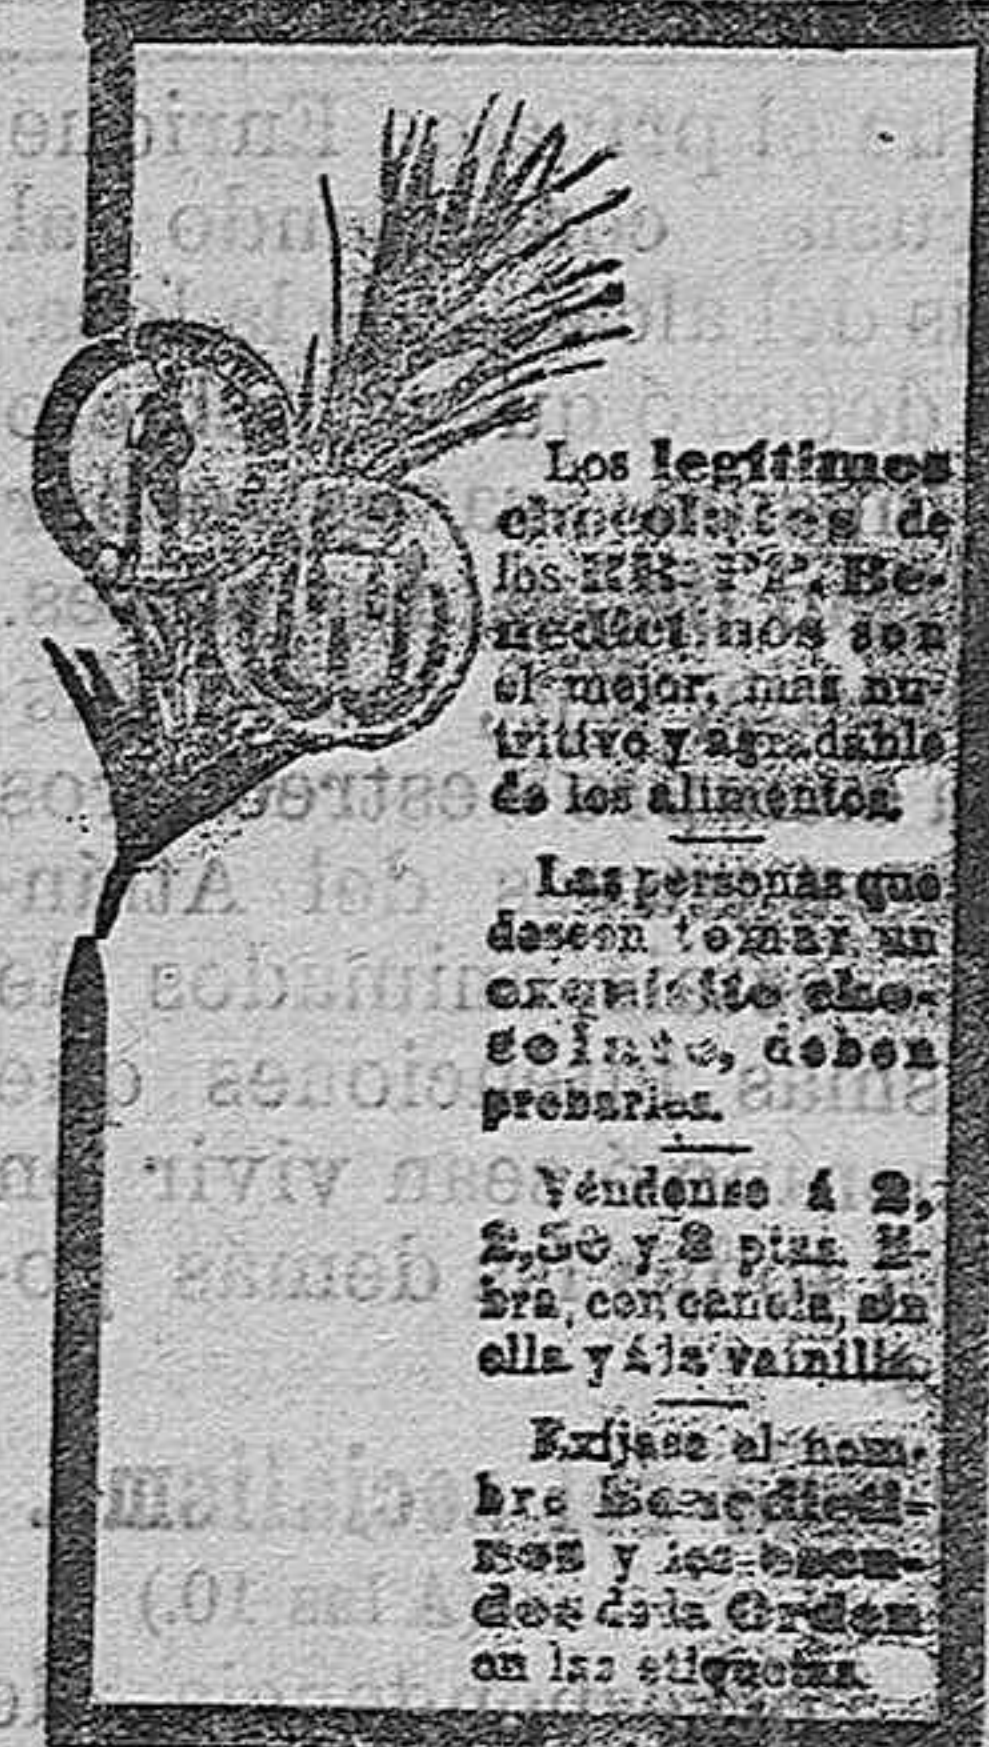 Los legítimos
chocolates de
los RR. PP. Be-
nedictinos son
el mejor, más nu-
tritivo y agradable
de los alimentos.
Las personas que
deseen tomar un
exquisito cho-
colate, deben
probarlos.
Véndense á 2,
2,50 y 3 ptas. li-
bra, con canela, sin
ella y á la vainilla.
Exíjase el nom-
bre Benedicti-
nos y los escu-
dos de la Orden
en las etiquetas.